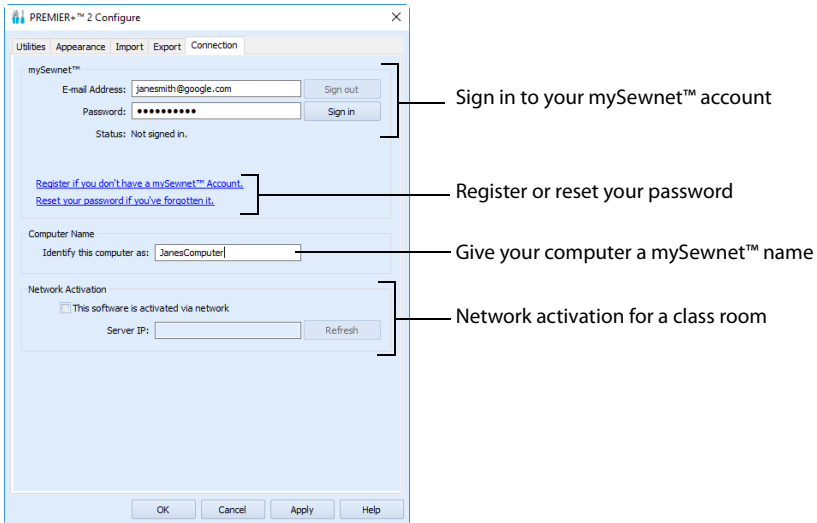 PREMIER+™ 2 Configure
Utilities Appearance Import Export Connection
mySewnet™
E-mail Address: janesmith@google.com Sign out
Password: ●●●●●●●●●● Sign in
Status: Not signed in.
Sign in to your mySewnet™ account
Register if you don't have a mySewnet™ Account.
Reset your password if you've forgotten it.
Register or reset your password
Computer Name
Identify this computer as: JanesComputer
Give your computer a mySewnet™ name
Network Activation
This software is activated via network
Server IP: Refresh
Network activation for a class room
OK Cancel Apply Help